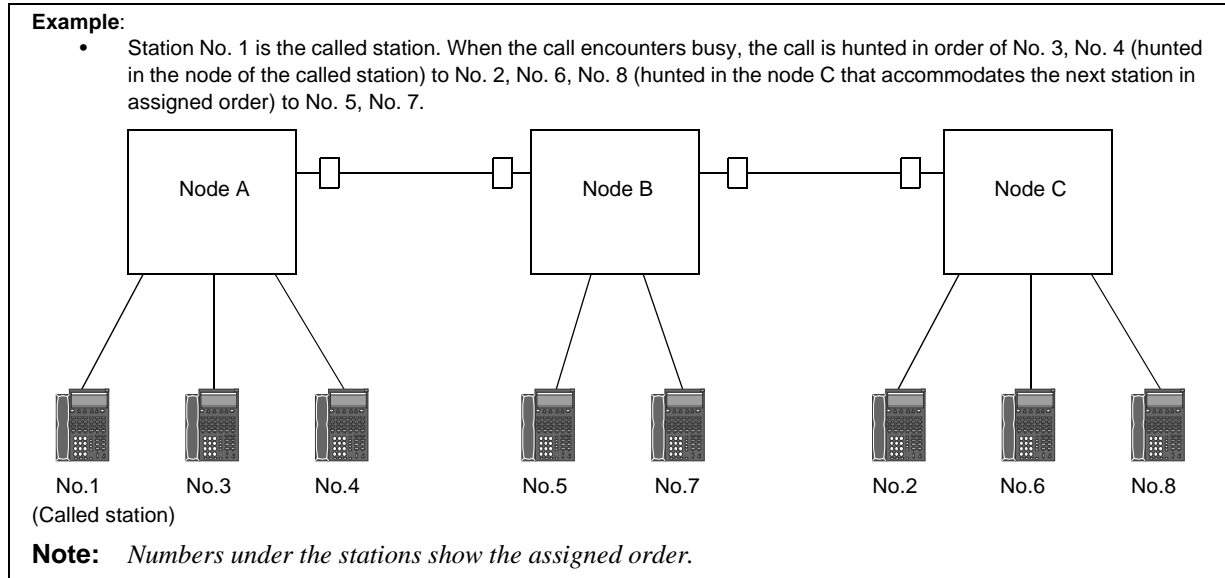 Example:
• Station No. 1 is the called station. When the call encounters busy, the call is hunted in order of No. 3, No. 4 (hunted
in the node of the called station) to No. 2, No. 6, No. 8 (hunted in the node C that accommodates the next station in
assigned order) to No. 5, No. 7.
Node A
Node B
Node C
No.1
No.3
No.4
No.5
No.7
No.2
No.6
No.8
(Called station)
Note: Numbers under the stations show the assigned order.